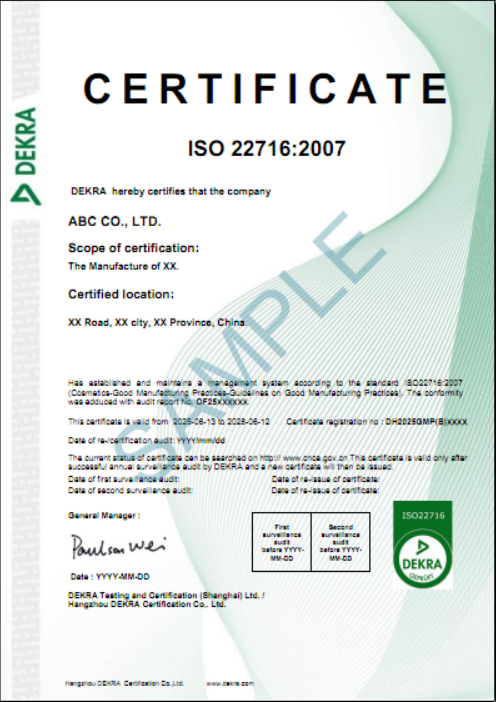 CERTIFICATE
ISO 22716:2007
DEKRA
DEKRA hereby certifies that the company
ABC CO., LTD.
Scope of certification:
The Manufacture of XX.
Certified location:
XX Road, XX city, XX Province, China.
SAMPLE
Has established and maintains a management system according to the standard ISO22716:2007
(Cosmetics-Good Manufacturing Practices-Guidelines on Good Manufacturing Practices). The conformity
was adduced with audit report No. OF25XXXXXX.
This certificate is valid from 2025-06-13 to 2028-06-12 Certificate registration no : DH2025GMP(B)XXXX
Date of re-/certification audit: YYYY/mm/dd
The current status of certificate can be searched on http:// www.cnca.gov.cn This certificate is valid only after
successful annual surveillance audit by DEKRA and a new certificate will then be issued.
Date of first surveillance audit: Date of re-issue of certificate:
Date of second surveillance audit: Date of re-issue of certificate:
General Manager :
Paulson Wei
Date : YYYY-MM-DD
First
surveillance
audit
before YYYY-
MM-DD
Second
surveillance
audit
before YYYY-
MM-DD
ISO22716
DEKRA
GEPRÜFT
DEKRA Testing and Certification (Shanghai) Ltd. /
Hangzhou DEKRA Certification Co,. Ltd.
Hangzhou DEKRA Certification Co.,Ltd. www.dekra.com